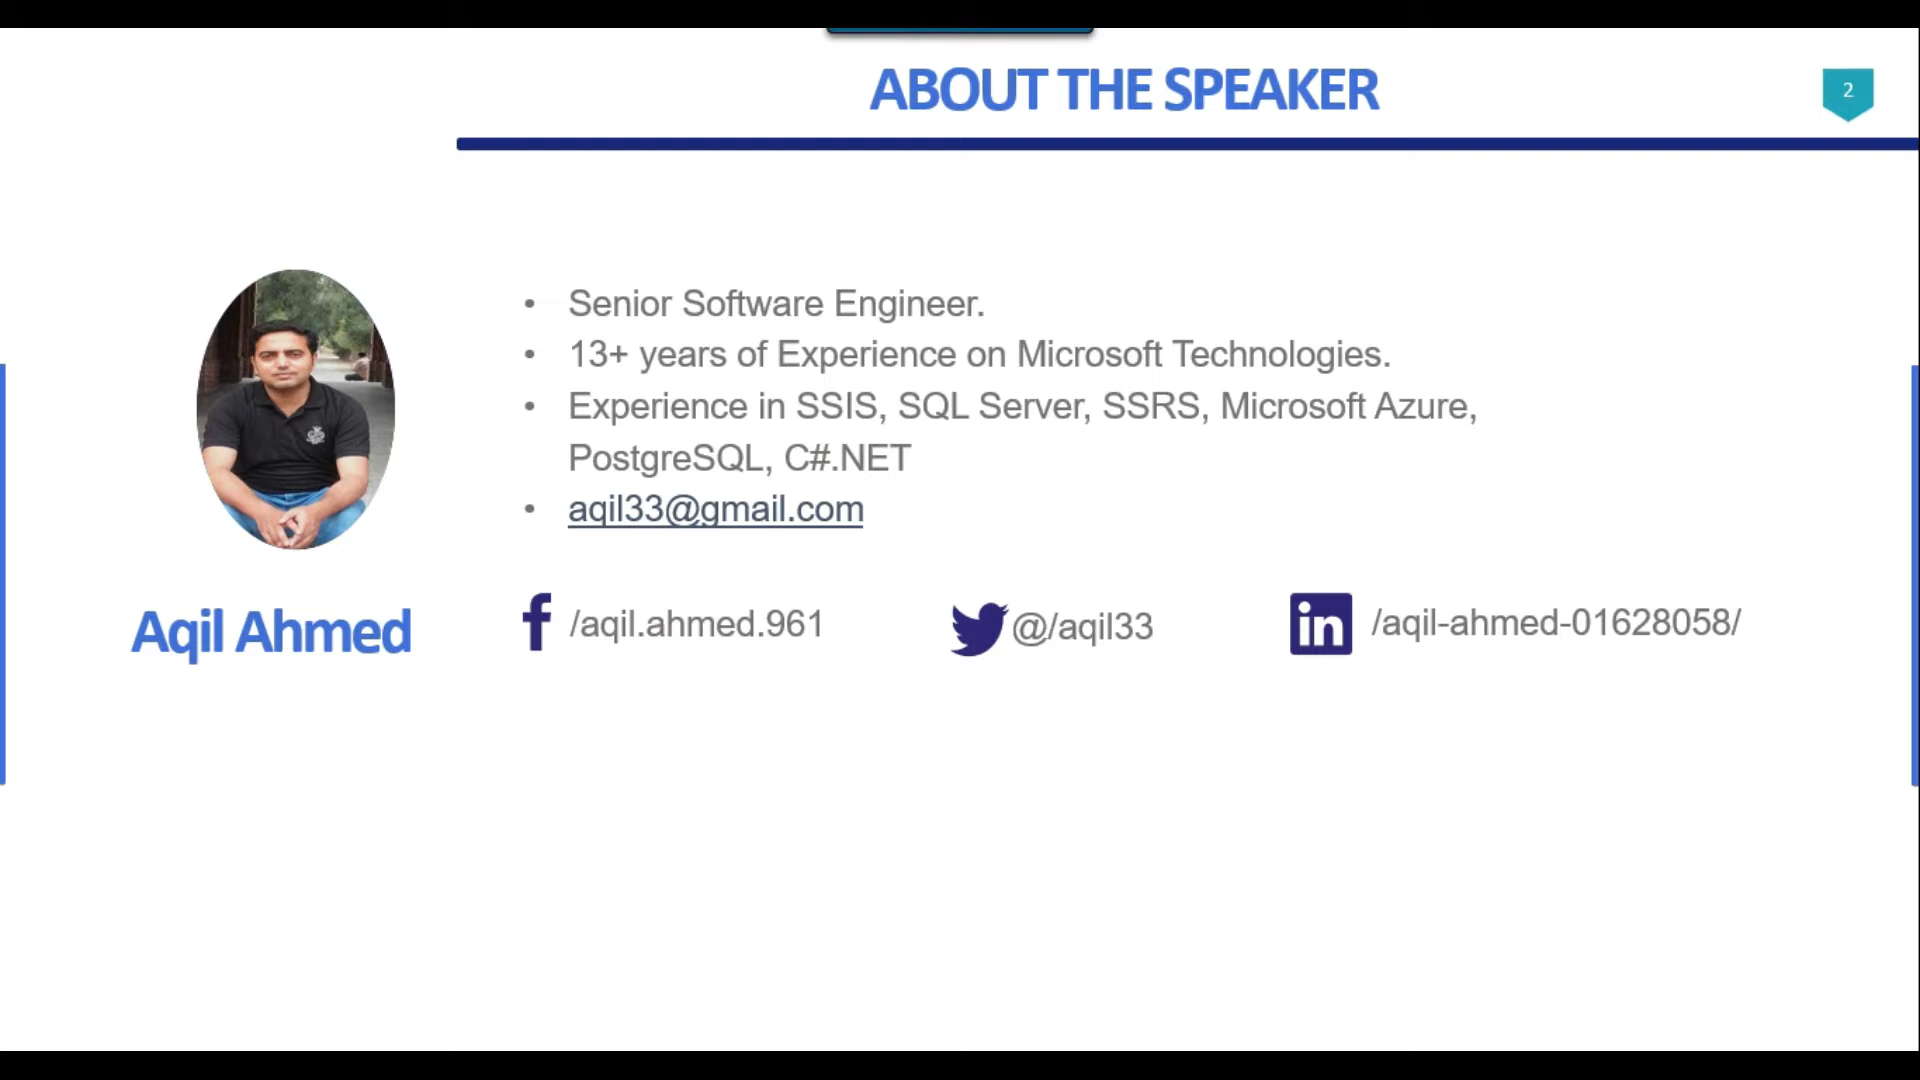 ABOUT THE SPEAKER
2
• Senior Software Engineer.
• 13+ years of Experience on Microsoft Technologies.
• Experience in SSIS, SQL Server, SSRS, Microsoft Azure,
PostgreSQL, C#.NET
• aqil33@gmail.com
Aqil Ahmed
f /aqil.ahmed.961
@/aqil33
in /aqil-ahmed-01628058/